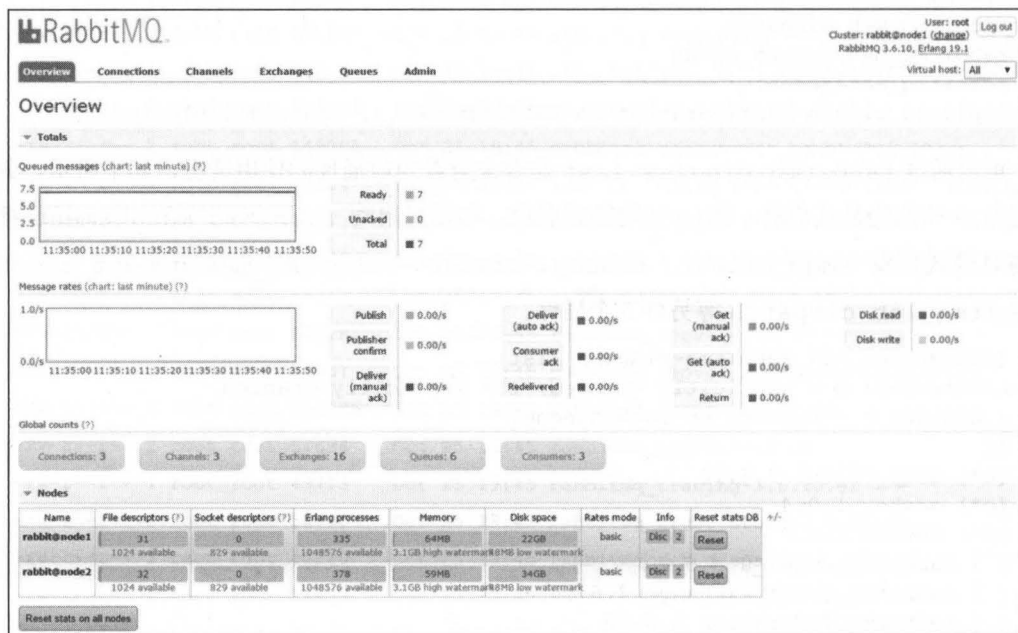 RabbitMQ
User: root
Log out
Cluster: rabbit@node1 (change)
RabbitMQ 3.6.10, Erlang 19.1
Overview Connections Channels Exchanges Queues Admin
Virtual host: All
Overview
Totals
Queued messages (chart: last minute) (?)
7.5
5.0
2.5
0.0
11:35:00 11:35:10 11:35:20 11:35:30 11:35:40 11:35:50
Ready 7
Unacked 0
Total 7
Message rates (chart: last minute) (?)
1.0/s
0.0/s
11:35:00 11:35:10 11:35:20 11:35:30 11:35:40 11:35:50
Publish 0.00/s
Publisher
confirm 0.00/s
Deliver
(manual
ack) 0.00/s
Deliver
(auto ack) 0.00/s
Consumer
ack 0.00/s
Redelivered 0.00/s
Get
(manual
ack) 0.00/s
Get (auto
ack) 0.00/s
Return 0.00/s
Disk read 0.00/s
Disk write 0.00/s
Global counts (?)
Connections: 3 Channels: 3 Exchanges: 16 Queues: 6 Consumers: 3
Nodes
Name File descriptors (?) Socket descriptors (?) Erlang processes Memory Disk space Rates mode Info Reset stats DB +/-
rabbit@node1 31 0 335 64MB 22GB basic Disc 2 Reset
1024 available 829 available 1048576 available 3.1GB high watermark 48MB low watermark
rabbit@node2 32 0 378 59MB 34GB basic Disc 2 Reset
1024 available 829 available 1048576 available 3.1GB high watermark 48MB low watermark
Reset stats on all nodes